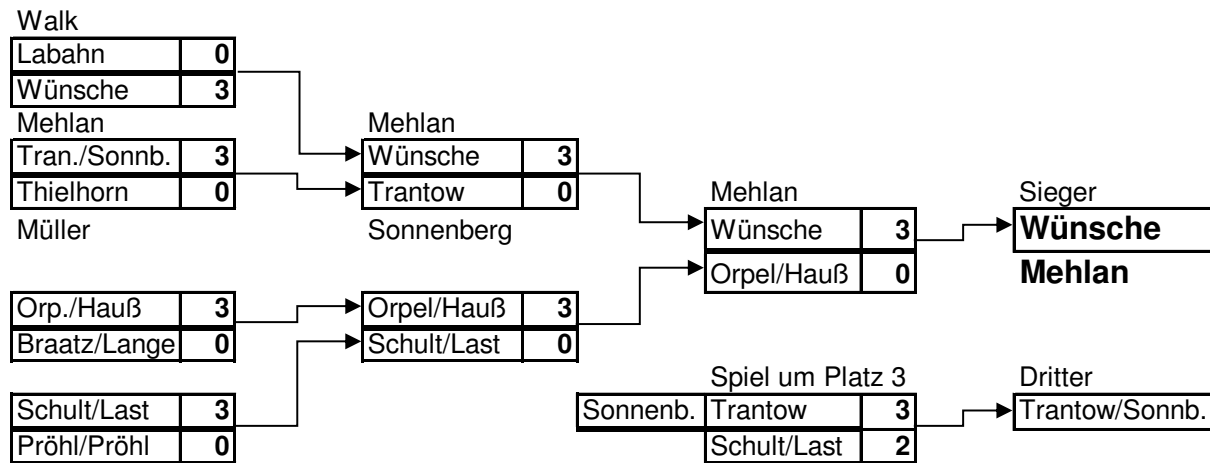 Walk
Labahn 0
Wünsche 3
Mehlan
Tran./Sonnb. 3
Thielhorn 0
Müller
Orp./Hauß 3
Braatz/Lange 0
Schult/Last 3
Pröhl/Pröhl 0
Mehlan
Wünsche 3
Trantow 0
Sonnenberg
Orpel/Hauß 3
Schult/Last 0
Mehlan
Wünsche 3
Orpel/Hauß 0
Sieger
Wünsche
Mehlan
Spiel um Platz 3
Sonnenb. Trantow 3
Schult/Last 2
Dritter
Trantow/Sonnb.